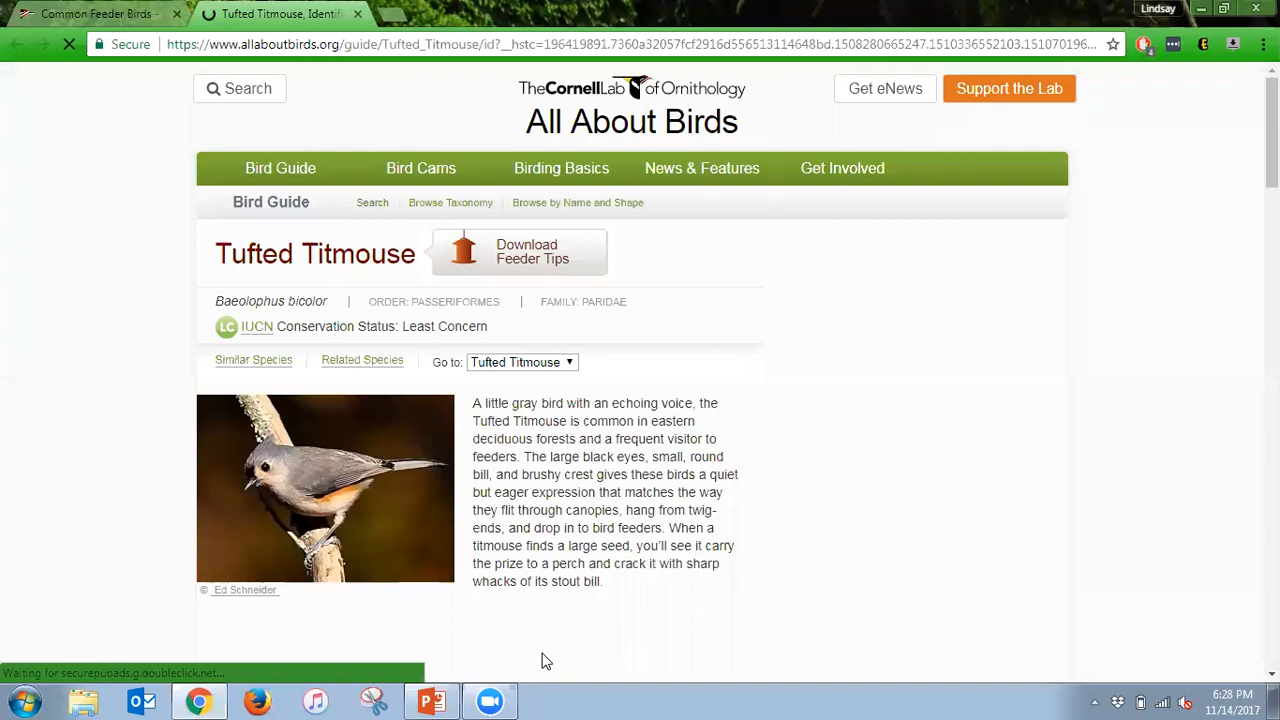 Common Feeder Birds -
Tufted Titmouse, Identifi
Lindsay
Secure
https://www.allaboutbirds.org/guide/Tufted_Titmouse/id?__hstc=196419891.7360a32057fcf2916d556513114648bd.1508280665247.1510336552103.151070196...
4
Search
TheCornellLab of Ornithology
Get eNews
Support the Lab
All About Birds
Bird Guide
Bird Cams
Birding Basics
News & Features
Get Involved
Bird Guide
Search
Browse Taxonomy
Browse by Name and Shape
Tufted Titmouse
Download
Feeder Tips
Baeolophus bicolor | ORDER: PASSERIFORMES | FAMILY: PARIDAE
LC IUCN Conservation Status: Least Concern
Similar Species
Related Species
Go to: Tufted Titmouse
A little gray bird with an echoing voice, the
Tufted Titmouse is common in eastern
deciduous forests and a frequent visitor to
feeders. The large black eyes, small, round
bill, and brushy crest gives these birds a quiet
but eager expression that matches the way
they flit through canopies, hang from twig-
ends, and drop in to bird feeders. When a
titmouse finds a large seed, you'll see it carry
the prize to a perch and crack it with sharp
whacks of its stout bill.
© Ed Schneider
Waiting for securepubads.g.doubleclick.net...
6:28 PM
11/14/2017